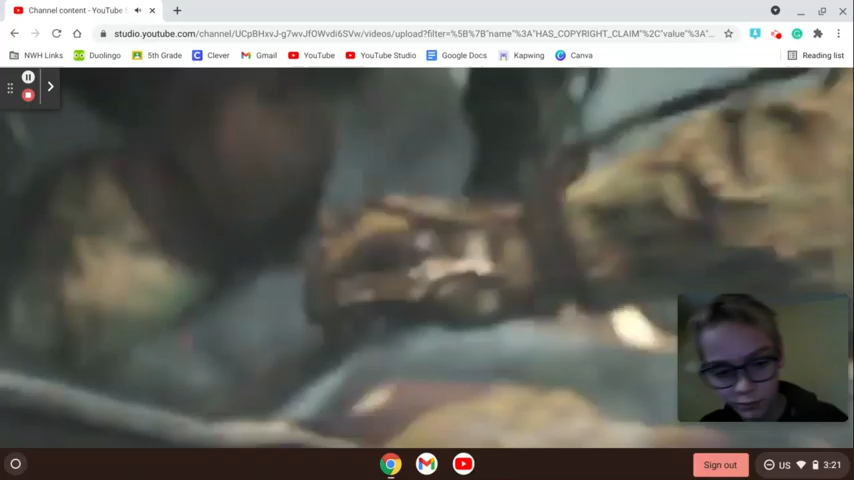 Channel content - YouTube S
studio.youtube.com/channel/UCpBHxvJ-g7wvJfOWvdi6SVw/videos/upload?filter=%5B%7B"name"%3A"HAS_COPYRIGHT_CLAIM"%2C"value"%3A"...
NWH Links Duolingo 5th Grade Clever Gmail YouTube YouTube Studio Google Docs Kapwing Canva Reading list
Sign out US 3:21